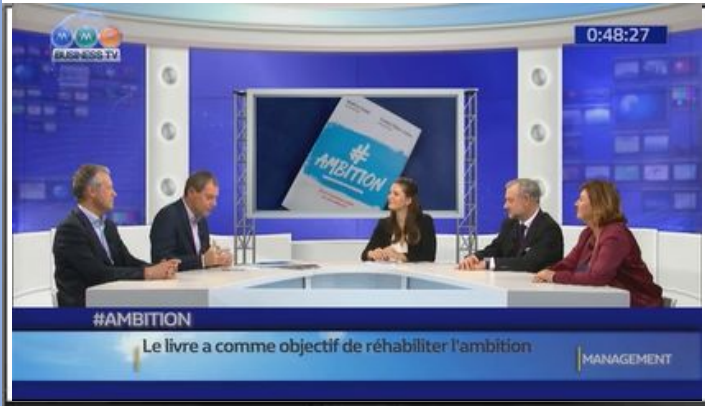 BUSINESS TV
0:48:27
#
AMBITION
#AMBITION
Le livre a comme objectif de réhabiliter l'ambition
MANAGEMENT